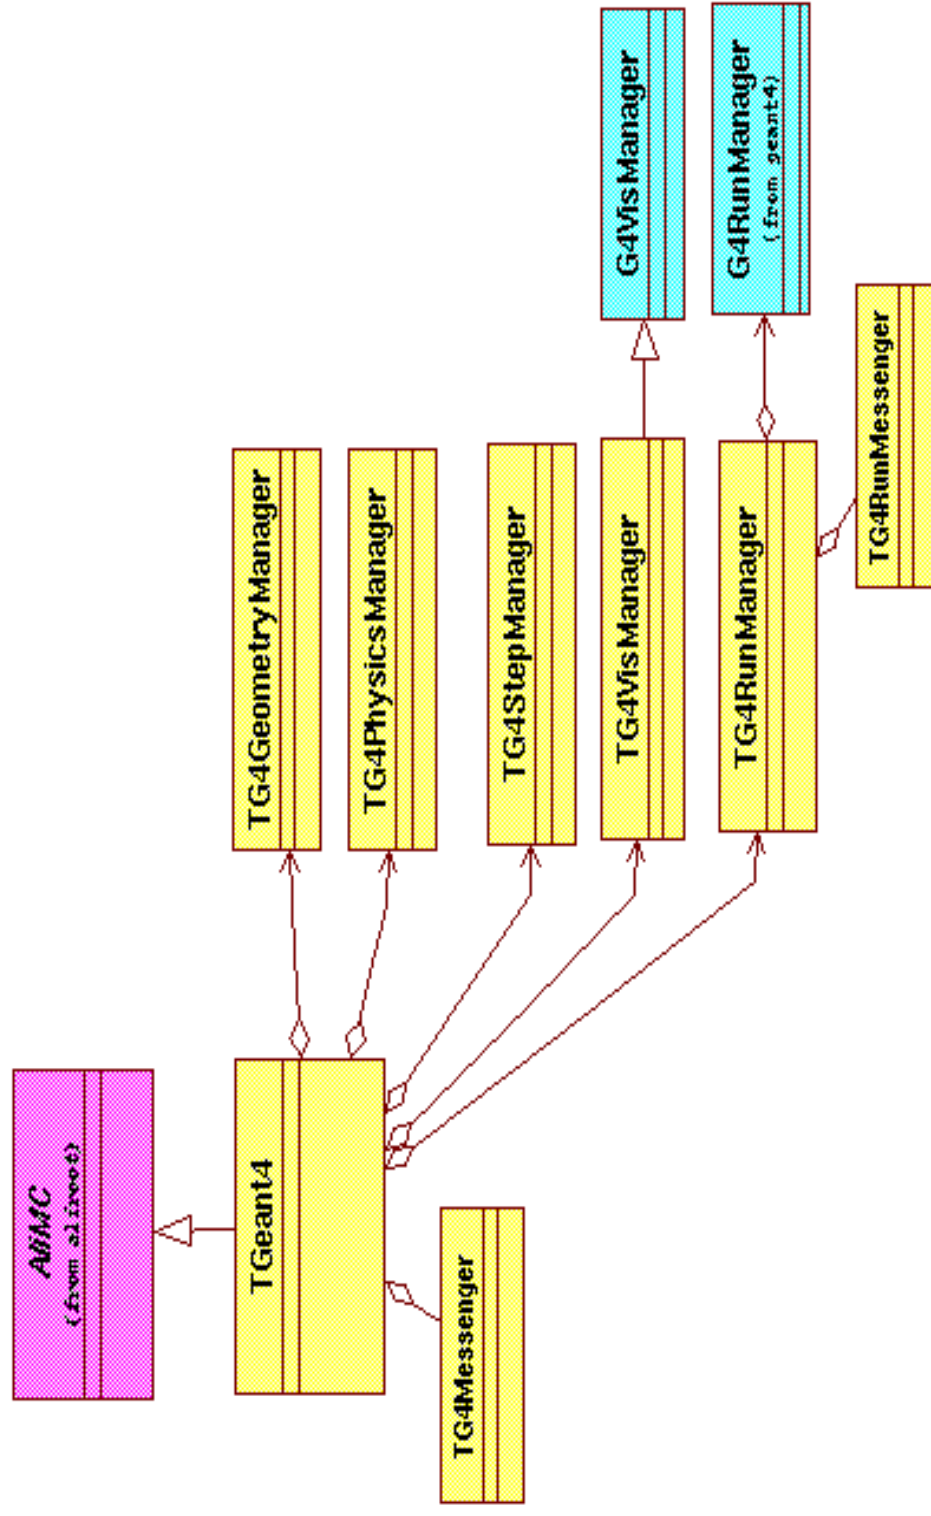 AliMC
(from aliroot)
TGeant4
TG4Messenger
TG4GeometryManager
TG4PhysicsManager
TG4StepManager
TG4VisManager
TG4RunManager
G4VisManager
G4RunManager
(from geant4)
TG4RunMessenger